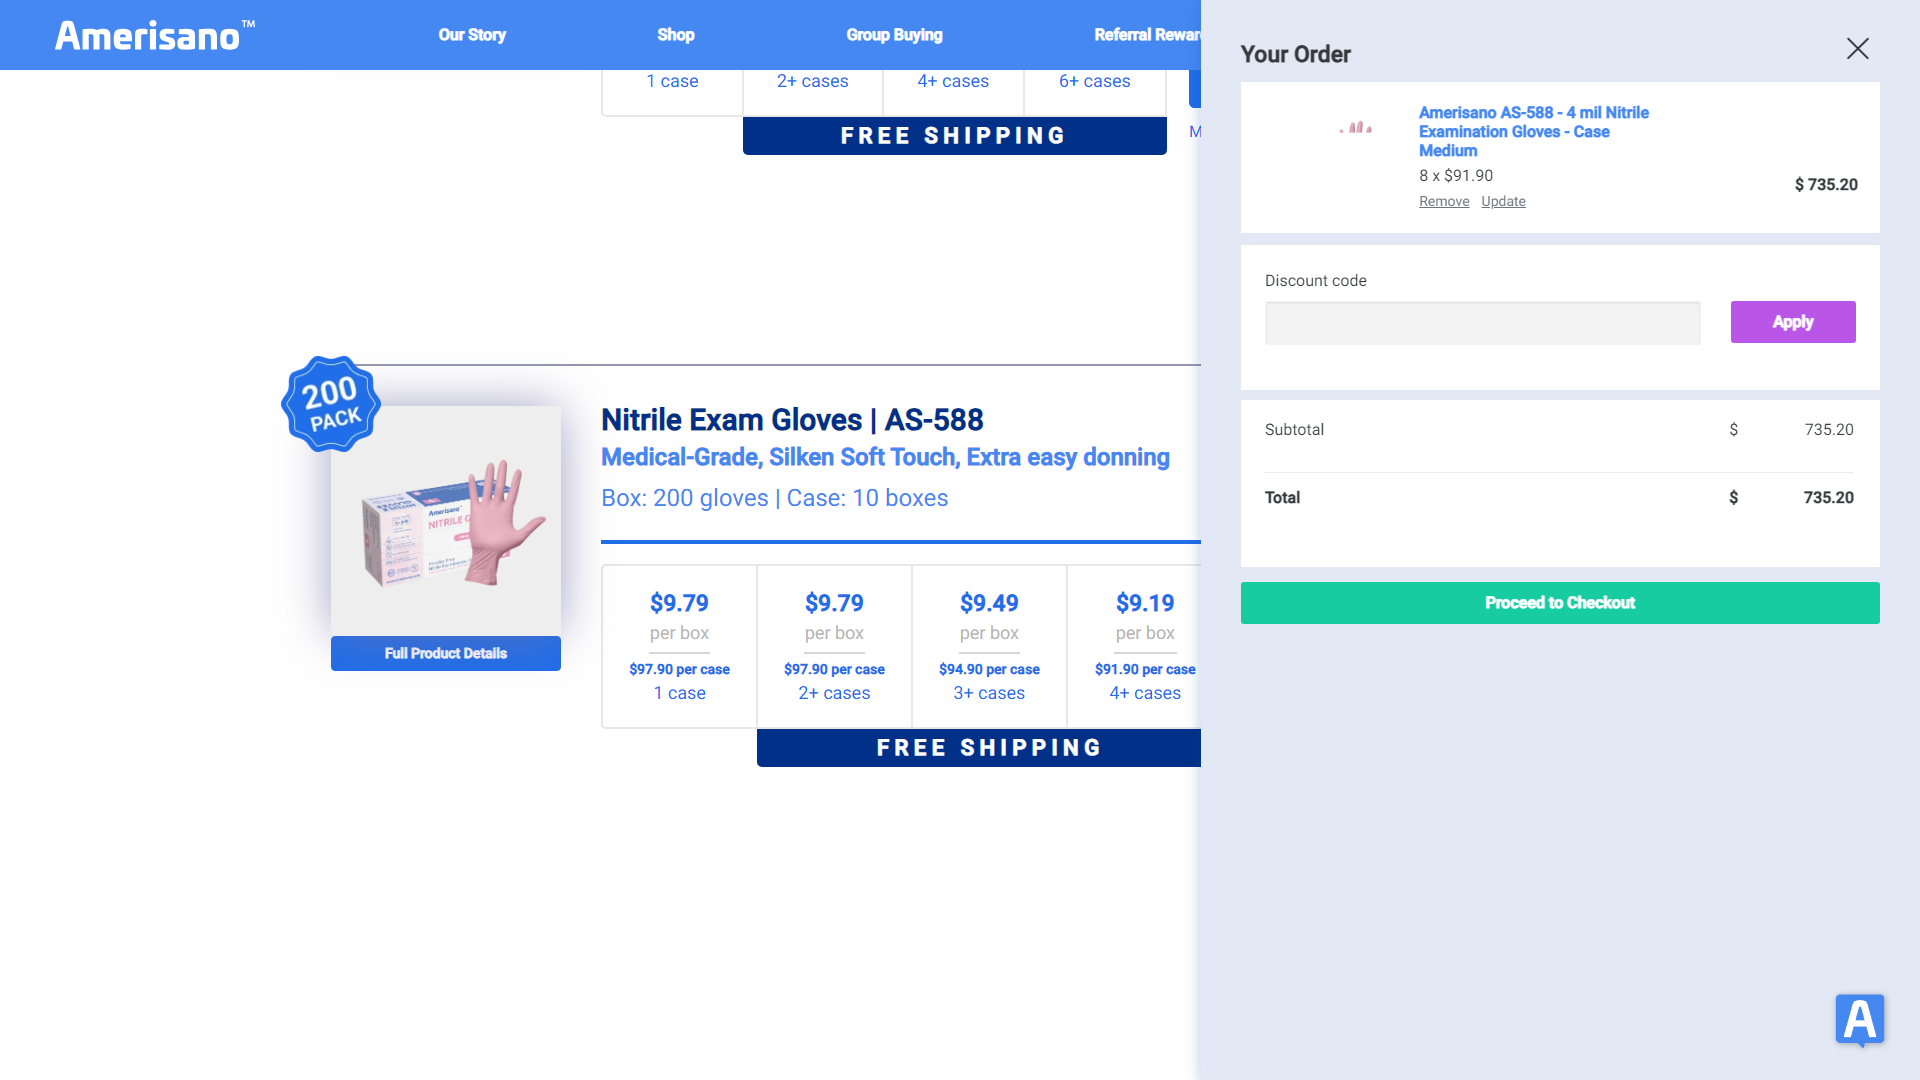 Amerisano™
Our Story
Shop
Group Buying
Referral Rewar
1 case
2+ cases
4+ cases
6+ cases
FREE SHIPPING
M
200
PACK
Amerisano
NITRILE G
Full Product Details
Nitrile Exam Gloves | AS-588
Medical-Grade, Silken Soft Touch, Extra easy donning
Box: 200 gloves | Case: 10 boxes
$9.79
per box
$97.90 per case
1 case
$9.79
per box
$97.90 per case
2+ cases
$9.49
per box
$94.90 per case
3+ cases
$9.19
per box
$91.90 per case
4+ cases
FREE SHIPPING
Your Order
Amerisano AS-588 - 4 mil Nitrile
Examination Gloves - Case
Medium
8 x $91.90
$ 735.20
Remove Update
Discount code
Apply
Subtotal $ 735.20
Total $ 735.20
Proceed to Checkout
A